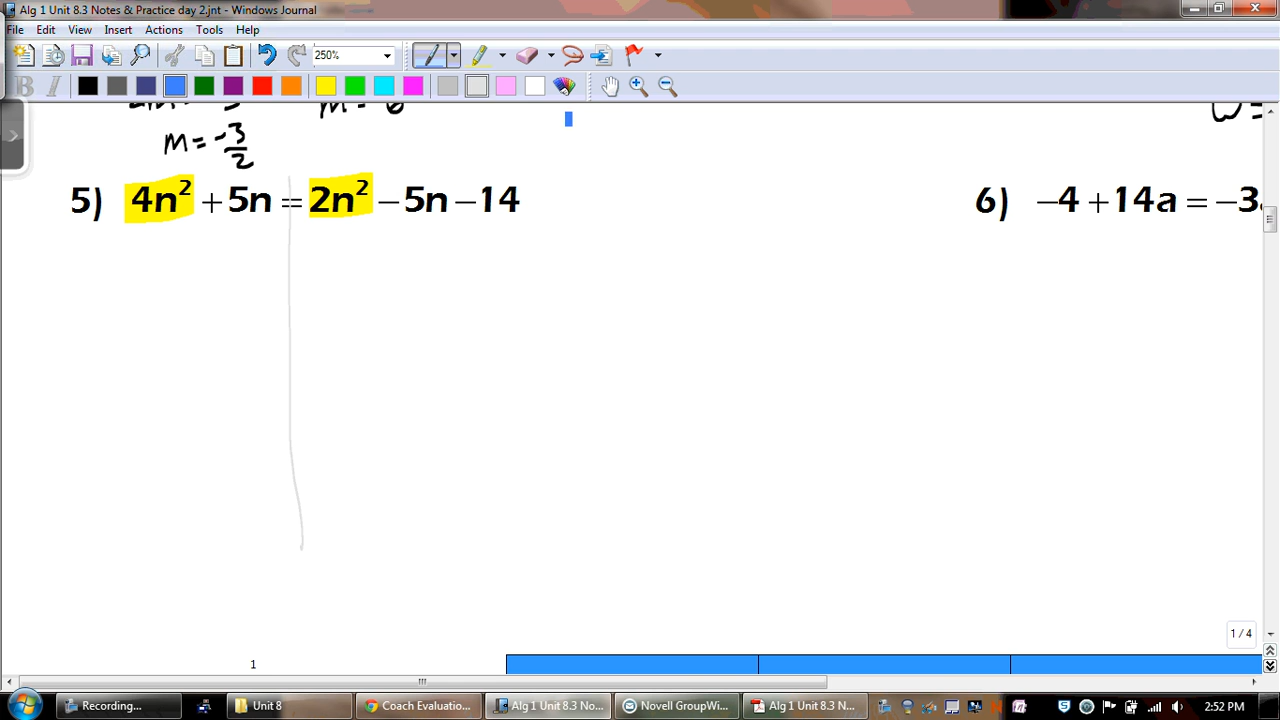 Alg 1 Unit 8.3 Notes & Practice day 2.jnt - Windows Journal
File Edit View Insert Actions Tools Help
250%
B I
m = 6
m = -3/2
5) 4n² + 5n = 2n² − 5n − 14
6) −4 + 14a = −3
1 / 4
1
Recording... Unit 8 Coach Evaluatio... Alg 1 Unit 8.3 No... Novell GroupWi... Alg 1 Unit 8.3 N... 2:52 PM